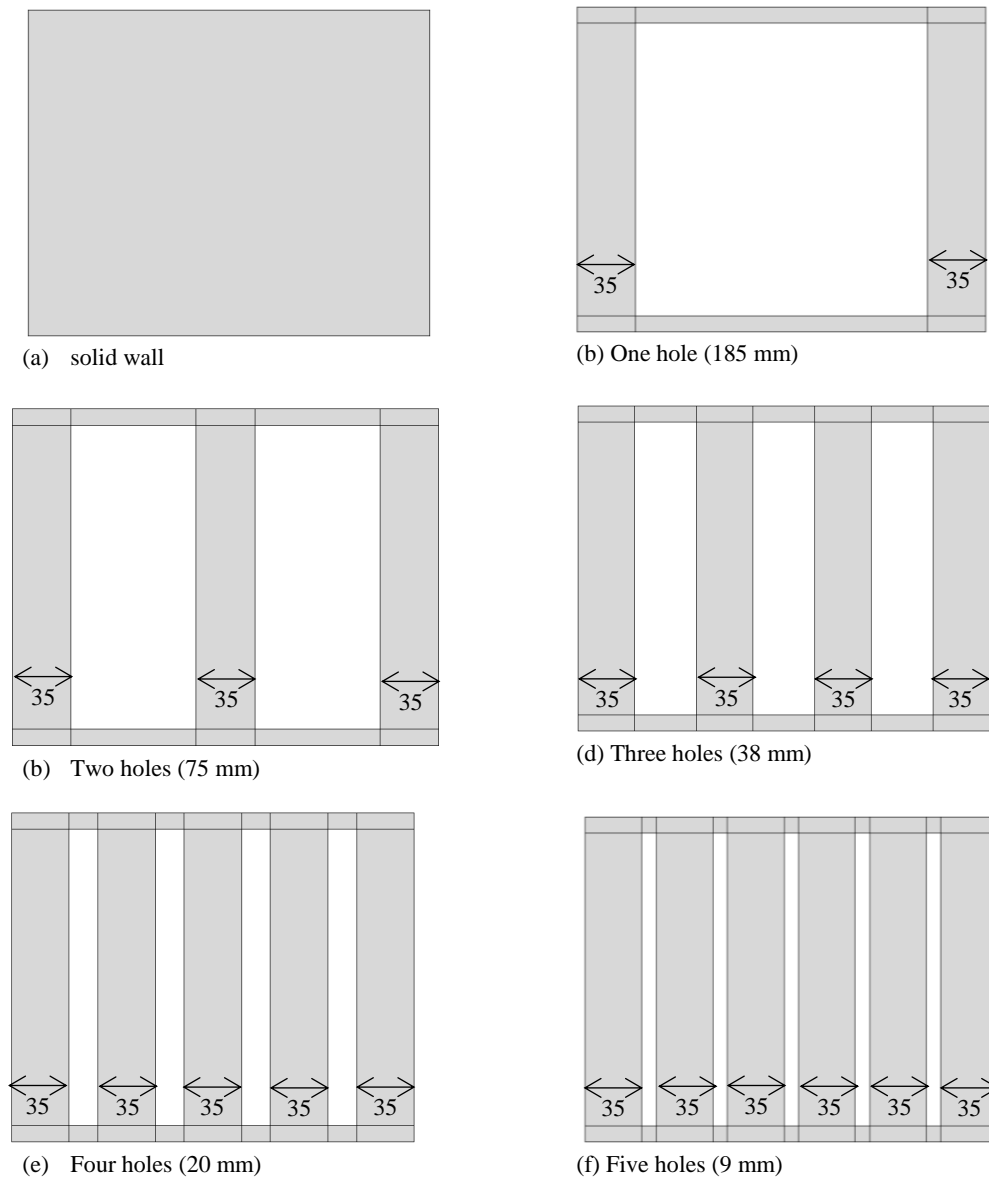 35 35
(a) solid wall
(b) One hole (185 mm)
35 35 35
35 35 35 35
(b) Two holes (75 mm)
(d) Three holes (38 mm)
35 35 35 35 35
35 35 35 35 35 35
(e) Four holes (20 mm)
(f) Five holes (9 mm)